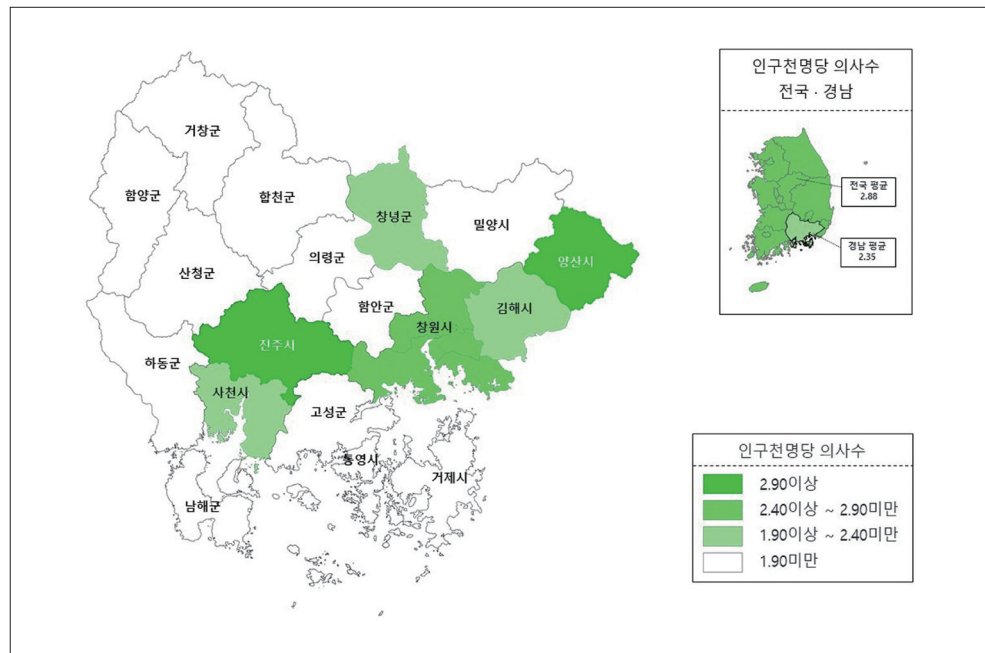 거창군
함양군
합천군
창녕군
밀양시
양산시
의령군
산청군
함안군
창원시
김해시
진주시
하동군
사천시
고성군
통영시
거제시
남해군
인구천명당 의사수
전국 · 경남
전국 평균
2.88
경남 평균
2.35
인구천명당 의사수
2.90이상
2.40이상 ~ 2.90미만
1.90이상 ~ 2.40미만
1.90미만